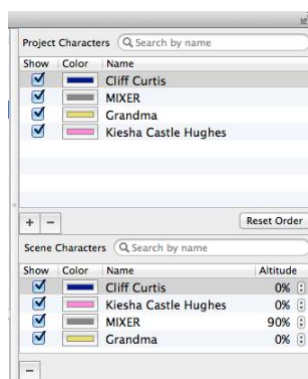 Project Characters Search by name
Show Color Name
Cliff Curtis
MIXER
Grandma
Kiesha Castle Hughes
+ − Reset Order
Scene Characters Search by name
Show Color Name Altitude
Cliff Curtis 0%
Kiesha Castle Hughes 0%
MIXER 90%
Grandma 0%
−